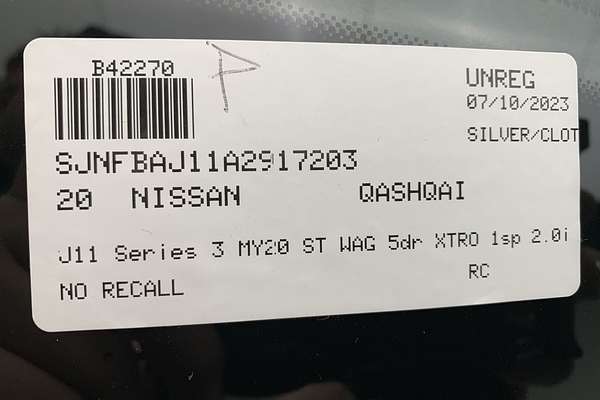 B42270
UNREG
07/10/2023
SILVER/CLOT
SJNFBAJ11A2917203
20 NISSAN QASHQAI
J11 Series 3 MY20 ST WAG 5dr XTRO 1sp 2.0i
RC
NO RECALL